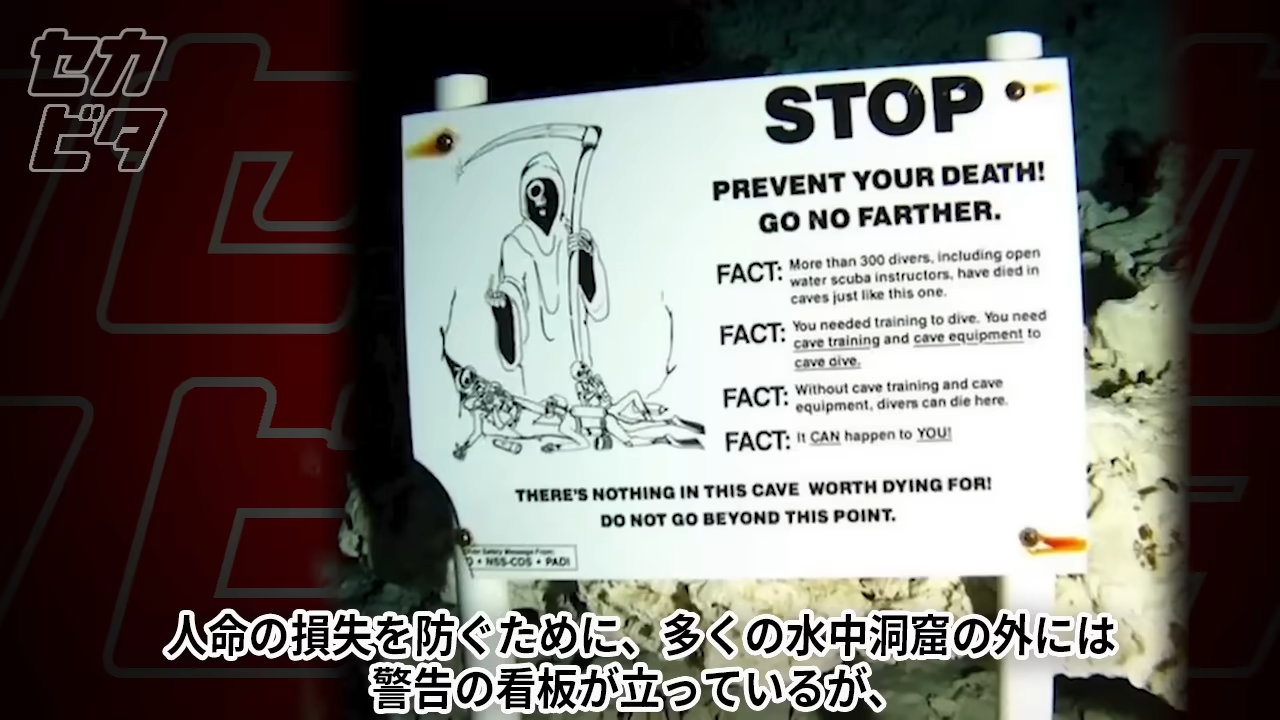 セカ
ビタ
STOP
PREVENT YOUR DEATH!
GO NO FARTHER.
FACT: More than 300 divers, including open
water scuba instructors, have died in
caves just like this one.
FACT: You needed training to dive. You need
cave training and cave equipment to
cave dive.
FACT: Without cave training and cave
equipment, divers can die here.
FACT: It CAN happen to YOU!
THERE'S NOTHING IN THIS CAVE WORTH DYING FOR!
DO NOT GO BEYOND THIS POINT.
Safety Message From:
• NSS-CDS • PADI
人命の損失を防ぐために、多くの水中洞窟の外には
警告の看板が立っているが、